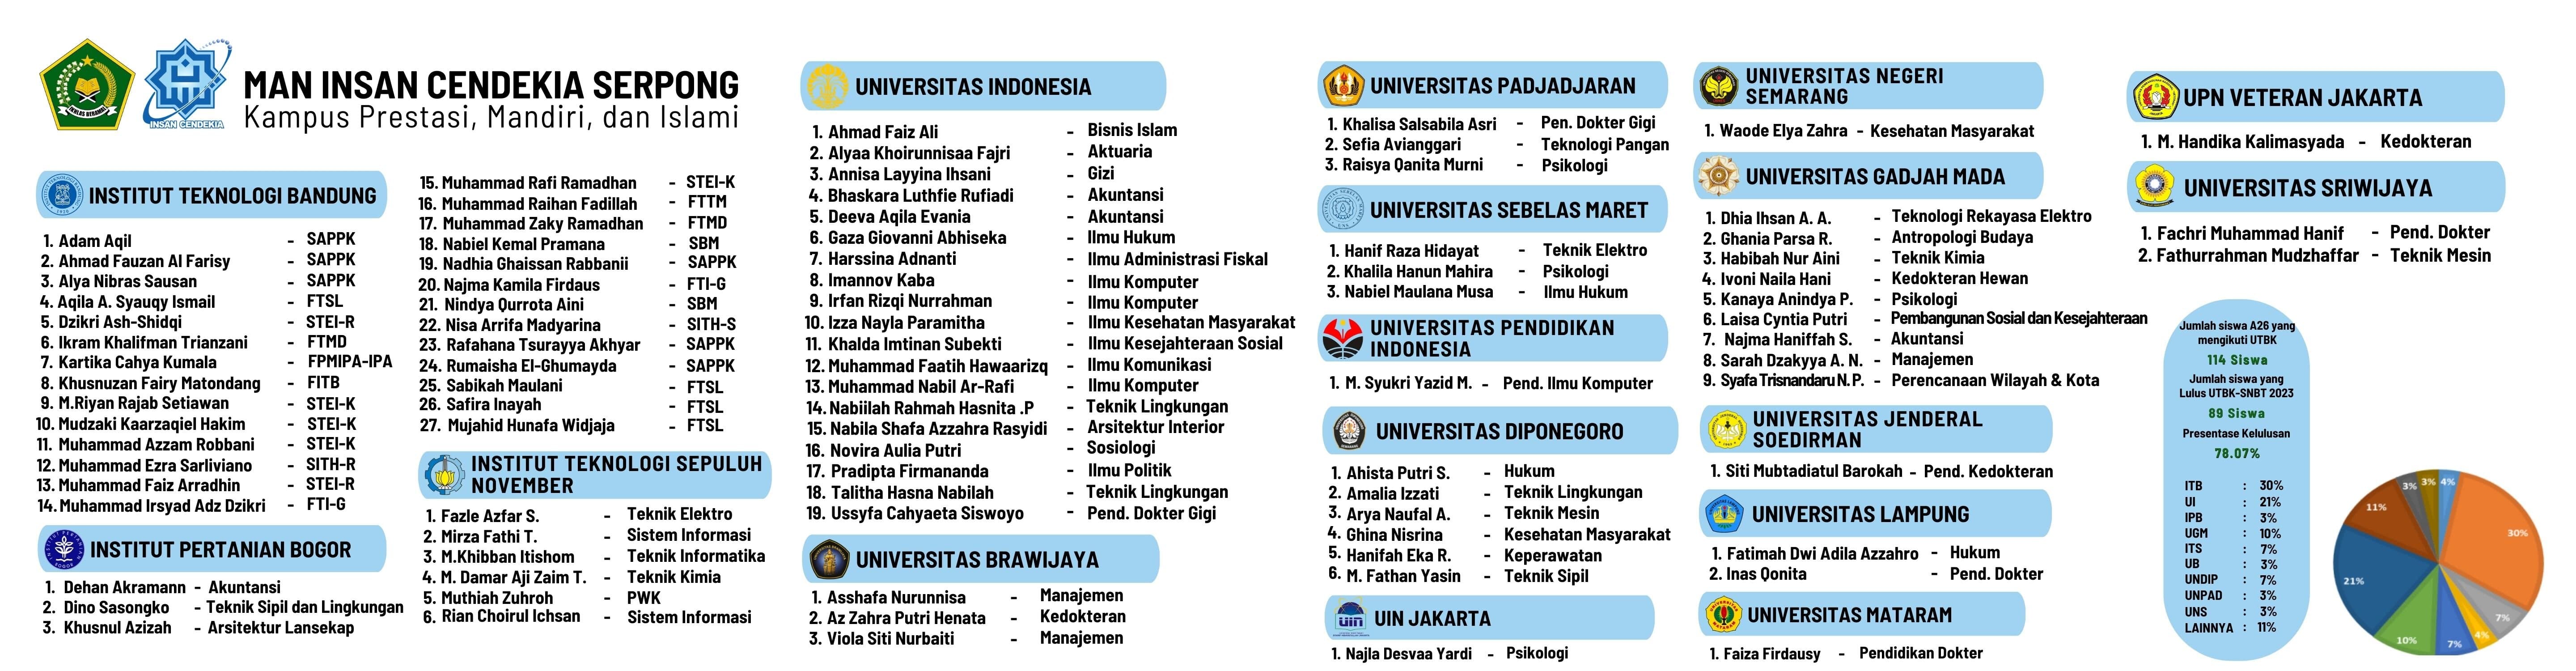 MAN INSAN CENDEKIA SERPONG
Kampus Prestasi, Mandiri, dan Islami
IKHLAS BERAMAL
INSAN CENDEKIA
INSTITUT TEKNOLOGI BANDUNG
1. Adam Aqil - SAPPK
2. Ahmad Fauzan Al Farisy - SAPPK
3. Alya Nibras Sausan - SAPPK
4. Aqila A. Syauqy Ismail - FTSL
5. Dzikri Ash-Shidqi - STEI-R
6. Ikram Khalifman Trianzani - FTMD
7. Kartika Cahya Kumala - FPMIPA-IPA
8. Khusnuzan Fairy Matondang - FITB
9. M.Riyan Rajab Setiawan - STEI-K
10. Mudzaki Kaarzaqiel Hakim - STEI-K
11. Muhammad Azzam Robbani - STEI-K
12. Muhammad Ezra Sarliviano - SITH-R
13. Muhammad Faiz Arradhin - STEI-R
14. Muhammad Irsyad Adz Dzikri - FTI-G
15. Muhammad Rafi Ramadhan - STEI-K
16. Muhammad Raihan Fadillah - FTTM
17. Muhammad Zaky Ramadhan - FTMD
18. Nabiel Kemal Pramana - SBM
19. Nadhia Ghaissan Rabbanii - SAPPK
20. Najma Kamila Firdaus - FTI-G
21. Nindya Qurrota Aini - SBM
22. Nisa Arrifa Madyarina - SITH-S
23. Rafahana Tsurayya Akhyar - SAPPK
24. Rumaisha El-Ghumayda - SAPPK
25. Sabikah Maulani - FTSL
26. Safira Inayah - FTSL
27. Mujahid Hunafa Widjaja - FTSL
INSTITUT PERTANIAN BOGOR
1. Dehan Akramann - Akuntansi
2. Dino Sasongko - Teknik Sipil dan Lingkungan
3. Khusnul Azizah - Arsitektur Lansekap
INSTITUT TEKNOLOGI SEPULUH
NOVEMBER
1. Fazle Azfar S. - Teknik Elektro
2. Mirza Fathi T. - Sistem Informasi
3. M.Khibban Itishom - Teknik Informatika
4. M. Damar Aji Zaim T. - Teknik Kimia
5. Muthiah Zuhroh - PWK
6. Rian Choirul Ichsan - Sistem Informasi
UNIVERSITAS INDONESIA
1. Ahmad Faiz Ali - Bisnis Islam
2. Alyaa Khoirunnisaa Fajri - Aktuaria
3. Annisa Layyina Ihsani - Gizi
4. Bhaskara Luthfie Rufiadi - Akuntansi
5. Deeva Aqila Evania - Akuntansi
6. Gaza Giovanni Abhiseka - Ilmu Hukum
7. Harssina Adnanti - Ilmu Administrasi Fiskal
8. Imannov Kaba - Ilmu Komputer
9. Irfan Rizqi Nurrahman - Ilmu Komputer
10. Izza Nayla Paramitha - Ilmu Kesehatan Masyarakat
11. Khalda Imtinan Subekti - Ilmu Kesejahteraan Sosial
12. Muhammad Faatih Hawaarizq - Ilmu Komunikasi
13. Muhammad Nabil Ar-Rafi - Ilmu Komputer
14. Nabiilah Rahmah Hasnita .P - Teknik Lingkungan
15. Nabila Shafa Azzahra Rasyidi - Arsitektur Interior
16. Novira Aulia Putri - Sosiologi
17. Pradipta Firmananda - Ilmu Politik
18. Talitha Hasna Nabilah - Teknik Lingkungan
19. Ussyfa Cahyaeta Siswoyo - Pend. Dokter Gigi
UNIVERSITAS BRAWIJAYA
1. Asshafa Nurunnisa - Manajemen
2. Az Zahra Putri Henata - Kedokteran
3. Viola Siti Nurbaiti - Manajemen
UNIVERSITAS PADJADJARAN
1. Khalisa Salsabila Asri - Pen. Dokter Gigi
2. Sefia Avianggari - Teknologi Pangan
3. Raisya Qanita Murni - Psikologi
UNIVERSITAS SEBELAS MARET
1. Hanif Raza Hidayat - Teknik Elektro
2. Khalila Hanun Mahira - Psikologi
3. Nabiel Maulana Musa - Ilmu Hukum
UNIVERSITAS PENDIDIKAN
INDONESIA
1. M. Syukri Yazid M. - Pend. Ilmu Komputer
UNIVERSITAS DIPONEGORO
1. Ahista Putri S. - Hukum
2. Amalia Izzati - Teknik Lingkungan
3. Arya Naufal A. - Teknik Mesin
4. Ghina Nisrina - Kesehatan Masyarakat
5. Hanifah Eka R. - Keperawatan
6. M. Fathan Yasin - Teknik Sipil
uin
UIN JAKARTA
1. Najla Desvaa Yardi - Psikologi
UNIVERSITAS NEGERI
SEMARANG
1. Waode Elya Zahra - Kesehatan Masyarakat
UNIVERSITAS GADJAH MADA
1. Dhia Ihsan A. A. - Teknologi Rekayasa Elektro
2. Ghania Parsa R. - Antropologi Budaya
3. Habibah Nur Aini - Teknik Kimia
4. Ivoni Naila Hani - Kedokteran Hewan
5. Kanaya Anindya P. - Psikologi
6. Laisa Cyntia Putri - Pembangunan Sosial dan Kesejahteraan
7. Najma Haniffah S. - Akuntansi
8. Sarah Dzakyya A. N. - Manajemen
9. Syafa Trisnandaru N. P. - Perencanaan Wilayah & Kota
UNIVERSITAS JENDERAL
SOEDIRMAN
1. Siti Mubtadiatul Barokah - Pend. Kedokteran
UNIVERSITAS LAMPUNG
1. Fatimah Dwi Adila Azzahro - Hukum
2. Inas Qonita - Pend. Dokter
UNIVERSITAS MATARAM
1. Faiza Firdausy - Pendidikan Dokter
UPN VETERAN JAKARTA
1. M. Handika Kalimasyada - Kedokteran
UNIVERSITAS SRIWIJAYA
1. Fachri Muhammad Hanif - Pend. Dokter
2. Fathurrahman Mudzhaffar - Teknik Mesin
Jumlah siswa A26 yang
mengikuti UTBK
114 Siswa
Jumlah siswa yang
Lulus UTBK-SNBT 2023
89 Siswa
Presentase Kelulusan
78.07%
ITB : 30%
UI : 21%
IPB : 3%
UGM : 10%
ITS : 7%
UB : 3%
UNDIP : 7%
UNPAD : 3%
UNS : 3%
LAINNYA : 11%
4%
30%
7%
4%
7%
10%
21%
11%
3%
3%